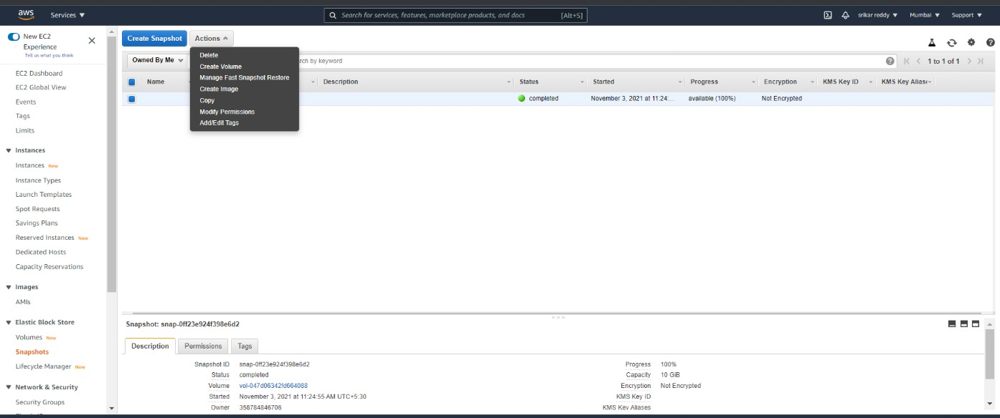 aws Services Search for services, features, marketplace products, and docs [Alt+S] srikar reddy Mumbai Support
New EC2
Experience
Tell us what you think
EC2 Dashboard
EC2 Global View
Events
Tags
Limits
Instances
Instances New
Instance Types
Launch Templates
Spot Requests
Savings Plans
Reserved Instances New
Dedicated Hosts
Capacity Reservations
Images
AMIs
Elastic Block Store
Volumes New
Snapshots
Lifecycle Manager New
Network & Security
Security Groups
Create Snapshot Actions
Owned By Me rch by keyword 1 to 1 of 1
Delete
Create Volume
Manage Fast Snapshot Restore
Create Image
Copy
Modify Permissions
Add/Edit Tags
Name Description Status Started Progress Encryption KMS Key ID KMS Key Aliase
completed November 3, 2021 at 11:24:... available (100%) Not Encrypted
Snapshot: snap-0ff23e924f398e6d2
Description Permissions Tags
Snapshot ID snap-0ff23e924f398e6d2 Progress 100%
Status completed Capacity 10 GiB
Volume vol-047d06342fd664088 Encryption Not Encrypted
Started November 3, 2021 at 11:24:55 AM UTC+5:30 KMS Key ID
Owner 358784846706 KMS Key Aliases